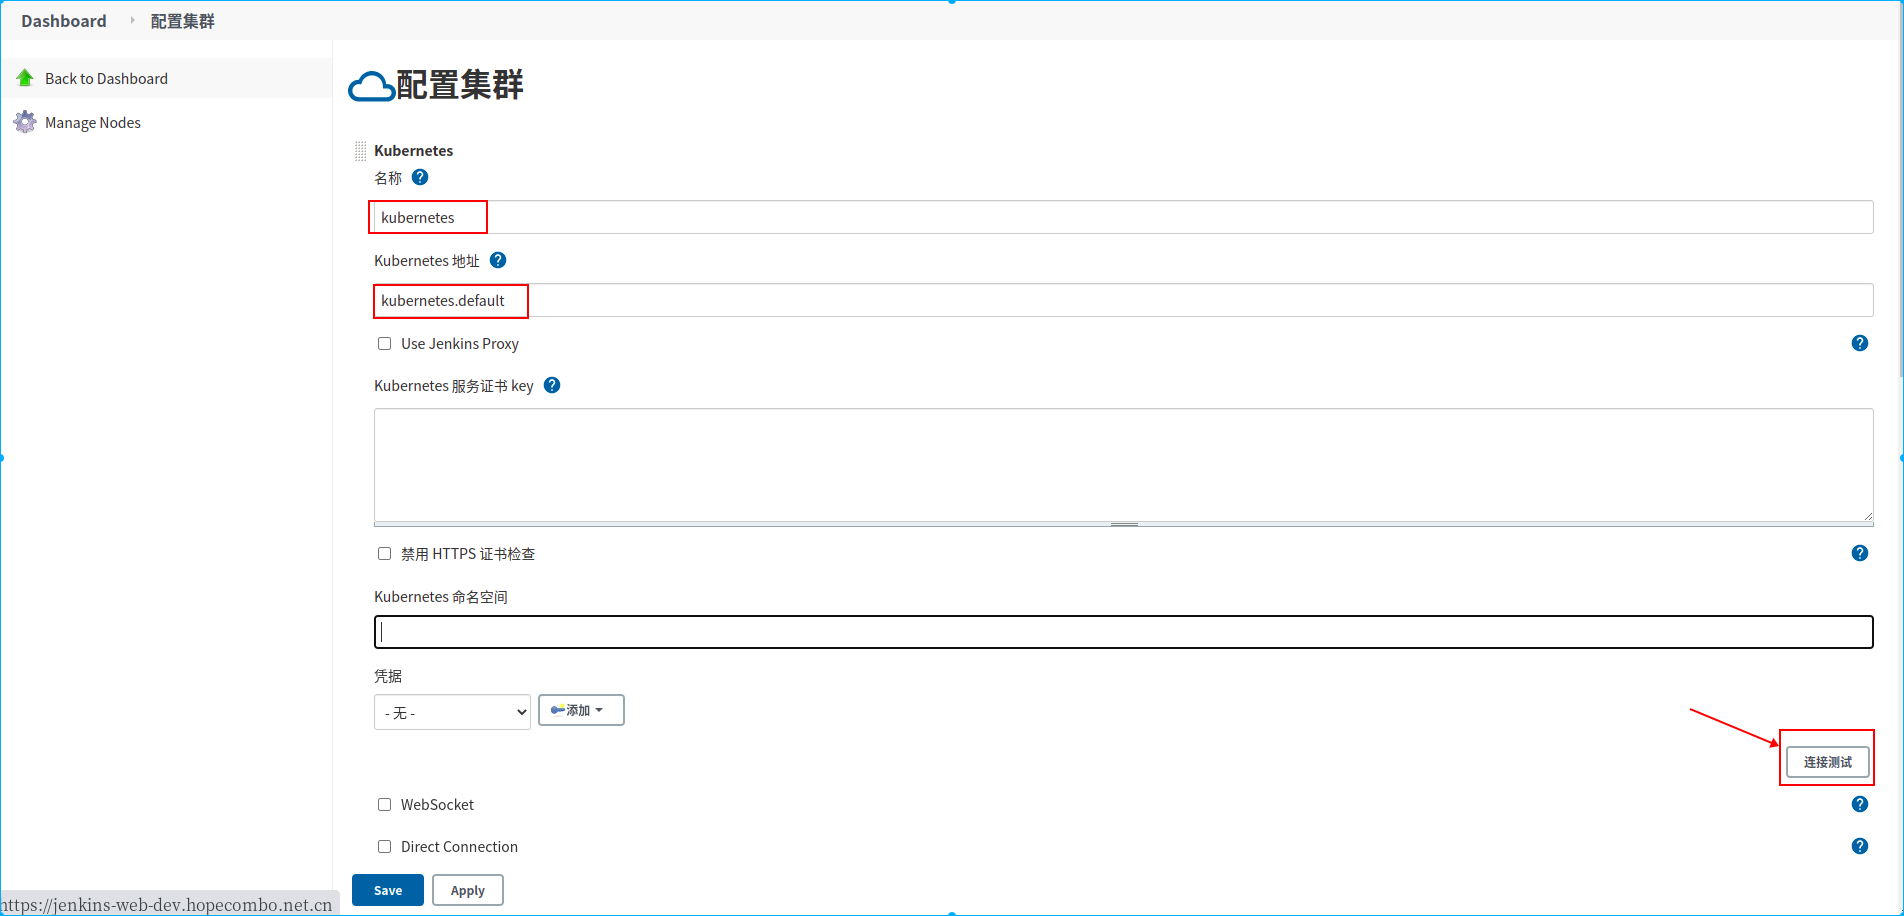 Dashboard 配置集群
Back to Dashboard
Manage Nodes
配置集群
Kubernetes
名称
kubernetes
Kubernetes 地址
kubernetes.default
Use Jenkins Proxy
Kubernetes 服务证书 key
禁用 HTTPS 证书检查
Kubernetes 命名空间
凭据
- 无 -
添加
连接测试
WebSocket
Direct Connection
Save
Apply
https://jenkins-web-dev.hopecombo.net.cn